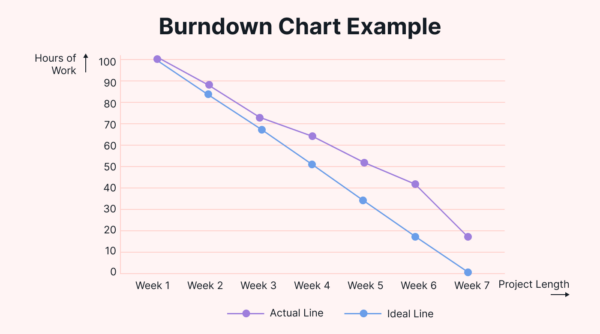 Burndown Chart Example
Hours of
Work
100
90
80
70
60
50
40
30
20
10
0
Week 1
Week 2
Week 3
Week 4
Week 5
Week 6
Week 7
Project Length
Actual Line
Ideal Line